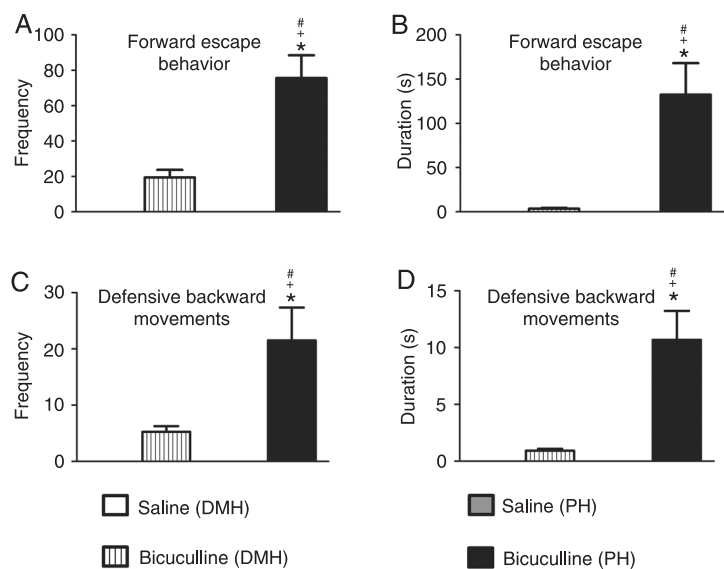 A
Forward escape
behavior
#
+
*
Frequency
100
80
60
40
20
0
B
Forward escape
behavior
#
+
*
Duration (s)
200
150
100
50
0
C
Defensive backward
movements
#
+
*
Frequency
30
20
10
0
D
Defensive backward
movements
#
+
*
Duration (s)
15
10
5
0
Saline (DMH)
Saline (PH)
Bicuculline (DMH)
Bicuculline (PH)